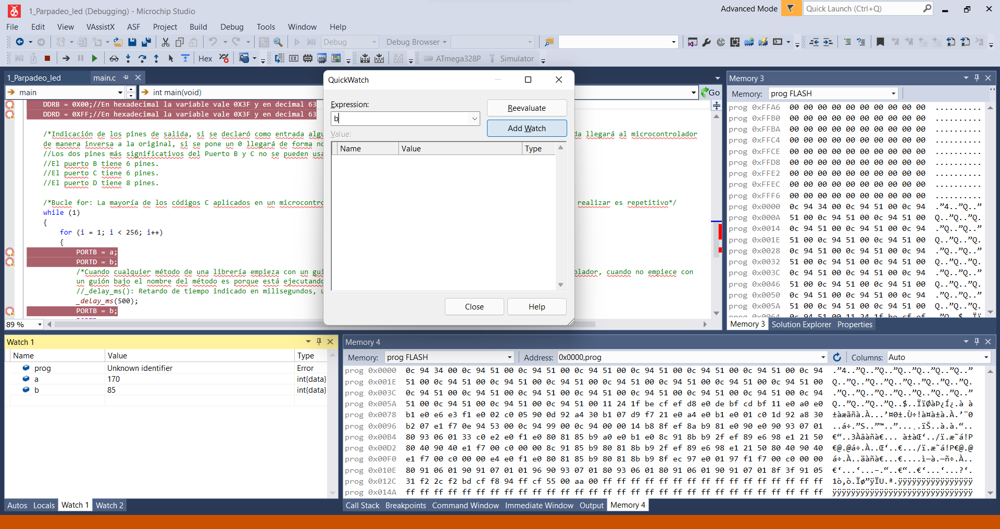 1_Parpadeo_led (Debugging) - Microchip Studio
Advanced Mode
Quick Launch (Ctrl+Q)
File Edit View VAssistX ASF Project Build Debug Tools Window Help
Debug Debug Browser
Hex ATmega328P Simulator
1_Parpadeo_led main.c
main int main(void) Go
DDRB = 0X00;//En hexadecimal la variable vale 0X3F y en decimal 63
DDRD = 0XFF;//En hexadecimal la variable vale 0X3F y en decimal 63
/*Indicación de los pines de salida, si se declaró como entrada
da llegará al microcontrolador
de manera inversa a la original, si se pone un 0 llegará de forma
//Los dos pines más significativos del Puerto B y C no se pueden
//El puerto B tiene 6 pines.
//El puerto C tiene 6 pines.
//El puerto D tiene 8 pines.
/*Bucle for: La mayoría de los códigos C aplicados en un microcontro
realizar es repetitivo*/
while (1)
{
for (i = 1; i < 256; i++)
{
PORTB = a;
PORTD = b;
/*Cuando cualquier método de una librería empieza con un gui
olador, cuando no empiece con
un guión bajo el nombre del método es porque está ejecutando
//_delay_ms(): Retardo de tiempo indicado en milisegundos, u
_delay_ms(500);
PORTB = b;
89 %
QuickWatch
Expression:
b
Reevaluate
Add Watch
Value:
Name Value Type
Close Help
Memory 3
Memory: prog FLASH
prog 0xFFA6 00 00 00 00 00 00 00 00 00 00 ..........
prog 0xFFB0 00 00 00 00 00 00 00 00 00 00 ..........
prog 0xFFBA 00 00 00 00 00 00 00 00 00 00 ..........
prog 0xFFC4 00 00 00 00 00 00 00 00 00 00 ..........
prog 0xFFCE 00 00 00 00 00 00 00 00 00 00 ..........
prog 0xFFD8 00 00 00 00 00 00 00 00 00 00 ..........
prog 0xFFE2 00 00 00 00 00 00 00 00 00 00 ..........
prog 0xFFEC 00 00 00 00 00 00 00 00 00 00 ..........
prog 0xFFF6 00 00 00 00 00 00 00 00 00 00 ..........
prog 0x0000 0c 94 34 00 0c 94 51 00 0c 94 .”4..”Q..”
prog 0x000A 51 00 0c 94 51 00 0c 94 51 00 Q..”Q..”Q.
prog 0x0014 0c 94 51 00 0c 94 51 00 0c 94 .”Q..”Q..”
prog 0x001E 51 00 0c 94 51 00 0c 94 51 00 Q..”Q..”Q.
prog 0x0028 0c 94 51 00 0c 94 51 00 0c 94 .”Q..”Q..”
prog 0x0032 51 00 0c 94 51 00 0c 94 51 00 Q..”Q..”Q.
prog 0x003C 0c 94 51 00 0c 94 51 00 0c 94 .”Q..”Q..”
prog 0x0046 51 00 0c 94 51 00 0c 94 51 00 Q..”Q..”Q.
prog 0x0050 0c 94 51 00 0c 94 51 00 0c 94 .”Q..”Q..”
prog 0x005A 51 00 0c 94 51 00 0c 94 51 00 Q..”Q..”Q.
prog 0x0064 0c 94 51 00 11 24 1f be cf ef
Memory 3 Solution Explorer Properties
Watch 1
Name Value Type
prog Unknown identifier Error
a 170 int{data}
b 85 int{data}
Autos Locals Watch 1 Watch 2
Memory 4
Memory: prog FLASH Address: 0x0000,prog Columns: Auto
prog 0x0000 0c 94 34 00 0c 94 51 00 0c 94 51 00 0c 94 51 00 0c 94 51 00 0c 94 51 00 0c 94 51 00 0c 94 .”4..”Q..”Q..”Q..”Q..”Q..”Q..”
prog 0x001E 51 00 0c 94 51 00 0c 94 51 00 0c 94 51 00 0c 94 51 00 0c 94 51 00 0c 94 51 00 0c 94 51 00 Q..”Q..”Q..”Q..”Q..”Q..”Q..”Q.
prog 0x003C 0c 94 51 00 0c 94 51 00 0c 94 51 00 0c 94 51 00 0c 94 51 00 0c 94 51 00 0c 94 51 00 0c 94 .”Q..”Q..”Q..”Q..”Q..”Q..”Q..”
prog 0x005A 51 00 0c 94 51 00 0c 94 51 00 0c 94 51 00 11 24 1f be cf ef d8 e0 de bf cd bf 11 e0 a0 e0 Q..”Q..”Q..”Q..$..ÏïØàÞ¿Í¿.à à
prog 0x0078 b1 e0 e6 e3 f1 e0 02 c0 05 90 0d 92 a4 30 b1 07 d9 f7 21 e0 a4 e0 b1 e0 01 c0 1d 92 a8 30
prog 0x0096 b2 07 e1 f7 0e 94 53 00 0c 94 99 00 0c 94 00 00 14 b8 8f ef 8a b9 81 e0 90 e0 90 93 07 01
prog 0x00B4 80 93 06 01 33 c0 e2 e0 f1 e0 80 81 85 b9 a0 e0 b1 e0 8c 91 8b b9 2f ef 89 e6 98 e1 21 50
prog 0x00D2 80 40 90 40 e1 f7 00 c0 00 00 8c 91 85 b9 80 81 8b b9 2f ef 89 e6 98 e1 21 50 80 40 90 40
prog 0x00F0 e1 f7 00 c0 00 00 e4 e0 f1 e0 80 81 85 b9 80 81 8b b9 8f ec 97 e0 01 97 f1 f7 00 c0 00 00
prog 0x010E 80 91 06 01 90 91 07 01 01 96 90 93 07 01 80 93 06 01 80 91 06 01 90 91 07 01 8f 3f 91 05
prog 0x012C 31 f2 2c f2 bd cf f8 94 ff cf 55 00 aa 00 ff ff ff ff ff ff ff ff ff ff ff ff ff ff ff ff
prog 0x014A ff ff ff ff ff ff ff ff ff ff ff ff ff ff ff ff ff ff ff ff ff ff ff ff ff ff ff ff ff ff ÿÿÿÿÿÿÿÿÿÿÿÿÿÿÿÿÿÿÿÿÿÿÿÿÿÿÿÿÿÿ
Call Stack Breakpoints Command Window Immediate Window Output Memory 4